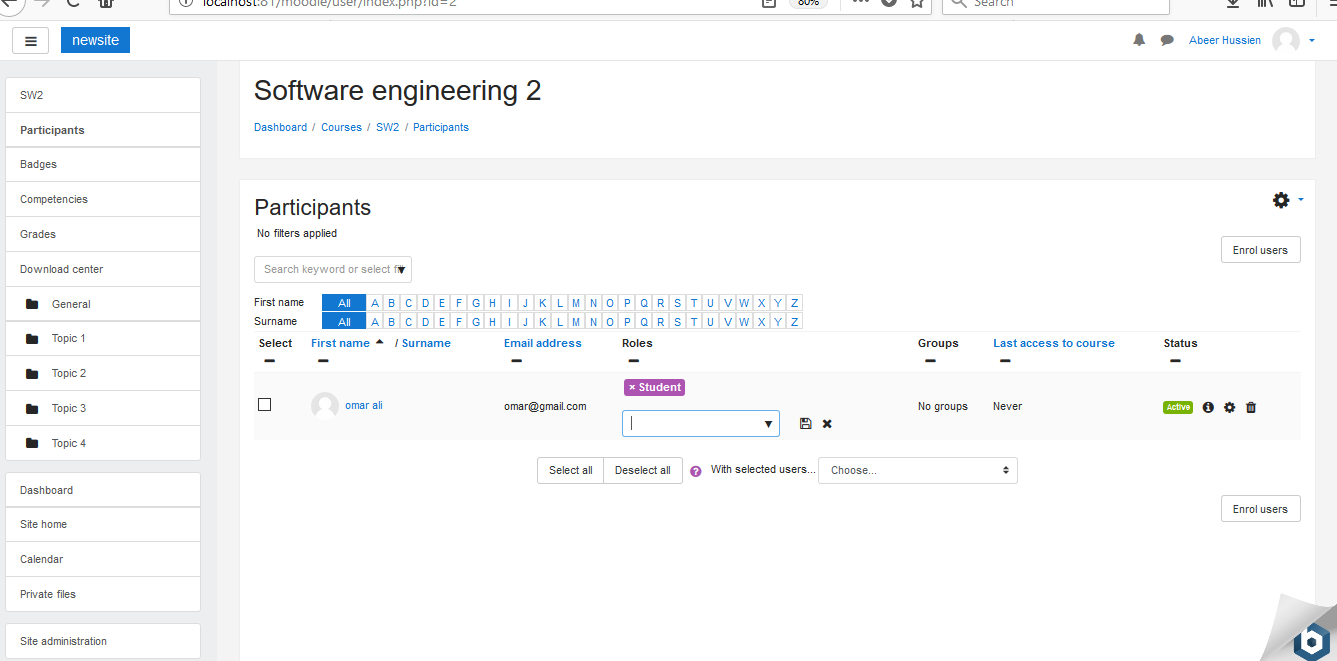 localhost:81/moodle/user/index.php?id=2
80%
Search
newsite
Abeer Hussien
SW2
Participants
Badges
Competencies
Grades
Download center
General
Topic 1
Topic 2
Topic 3
Topic 4
Dashboard
Site home
Calendar
Private files
Site administration
Software engineering 2
Dashboard / Courses / SW2 / Participants
Participants
No filters applied
Enrol users
Search keyword or select fi
First name All A B C D E F G H I J K L M N O P Q R S T U V W X Y Z
Surname All A B C D E F G H I J K L M N O P Q R S T U V W X Y Z
Select First name / Surname Email address Roles Groups Last access to course Status
× Student
omar ali omar@gmail.com No groups Never Active
Select all Deselect all ? With selected users... Choose...
Enrol users